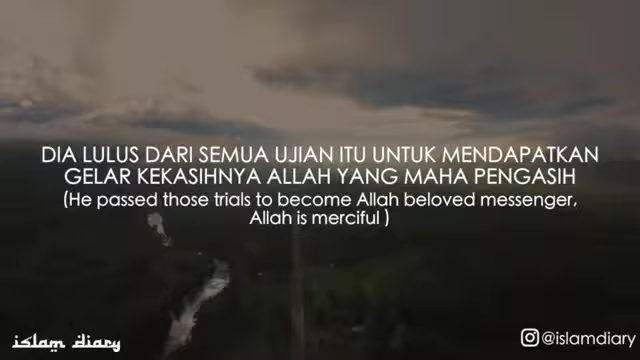 DIA LULUS DARI SEMUA UJIAN ITU UNTUK MENDAPATKAN
GELAR KEKASIHNYA ALLAH YANG MAHA PENGASIH
(He passed those trials to become Allah beloved messenger,
Allah is merciful )
islam diary
@islamdiary